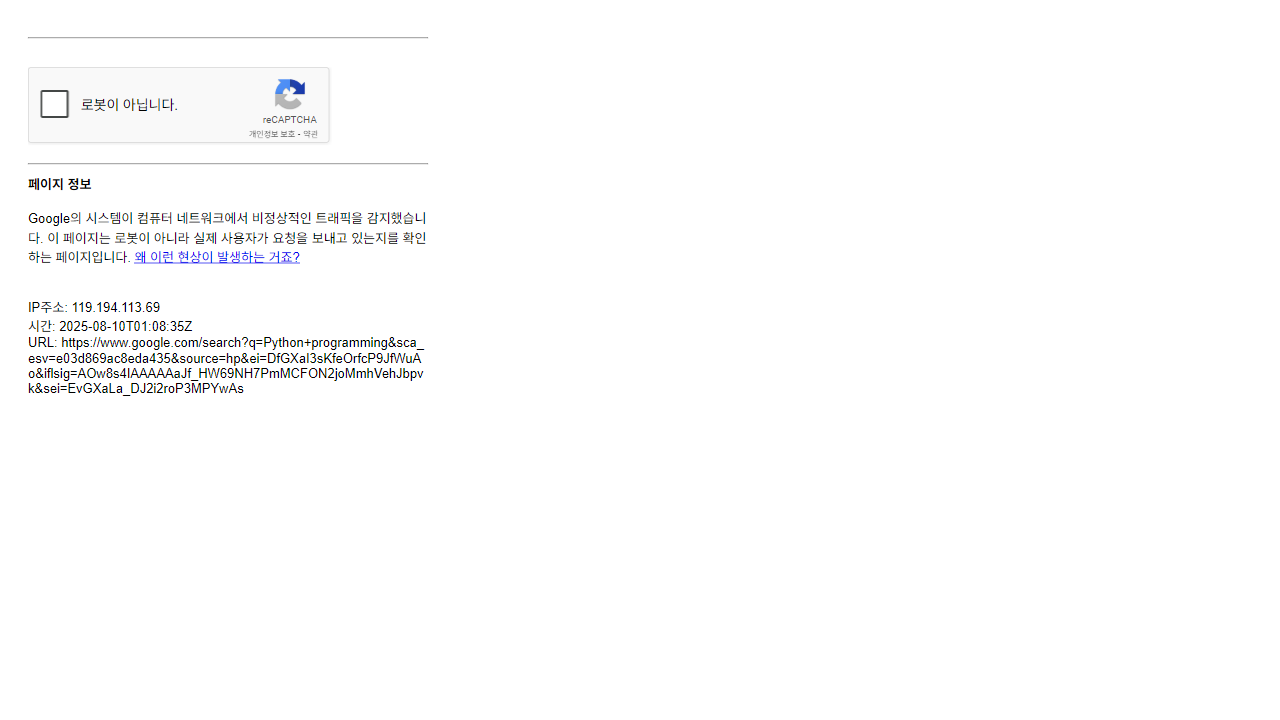 로봇이 아닙니다.
reCAPTCHA
개인정보 보호 - 약관
페이지 정보
Google의 시스템이 컴퓨터 네트워크에서 비정상적인 트래픽을 감지했습니
다. 이 페이지는 로봇이 아니라 실제 사용자가 요청을 보내고 있는지를 확인
하는 페이지입니다. 왜 이런 현상이 발생하는 거죠?
IP주소: 119.194.113.69
시간: 2025-08-10T01:08:35Z
URL: https://www.google.com/search?q=Python+programming&sca_
esv=e03d869ac8eda435&source=hp&ei=DfGXaI3sKfeOrfcP9JfWuA
o&iflsig=AOw8s4IAAAAAaJf_HW69NH7PmMCFON2joMmhVehJbpv
k&sei=EvGXaLa_DJ2i2roP3MPYwAs